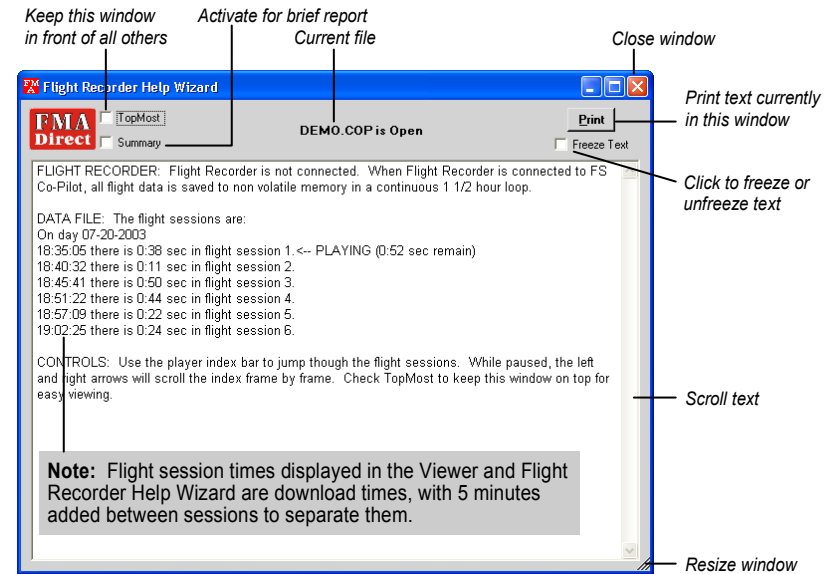 Keep this window
in front of all others
Activate for brief report
Current file
Close window
FMA Flight Recorder Help Wizard
FMA
Direct
TopMost
Summary
DEMO.COP is Open
Print
Freeze Text
Print text currently
in this window
Click to freeze or
unfreeze text
FLIGHT RECORDER: Flight Recorder is not connected. When Flight Recorder is connected to FS
Co-Pilot, all flight data is saved to non volatile memory in a continuous 1 1/2 hour loop.
DATA FILE: The flight sessions are:
On day 07-20-2003
18:35:05 there is 0:38 sec in flight session 1.<-- PLAYING (0:52 sec remain)
18:40:32 there is 0:11 sec in flight session 2.
18:45:41 there is 0:50 sec in flight session 3.
18:51:22 there is 0:44 sec in flight session 4.
18:57:09 there is 0:22 sec in flight session 5.
19:02:25 there is 0:24 sec in flight session 6.
CONTROLS: Use the player index bar to jump though the flight sessions. While paused, the left
and right arrows will scroll the index frame by frame. Check TopMost to keep this window on top for
easy viewing.
Scroll text
Note: Flight session times displayed in the Viewer and Flight
Recorder Help Wizard are download times, with 5 minutes
added between sessions to separate them.
Resize window